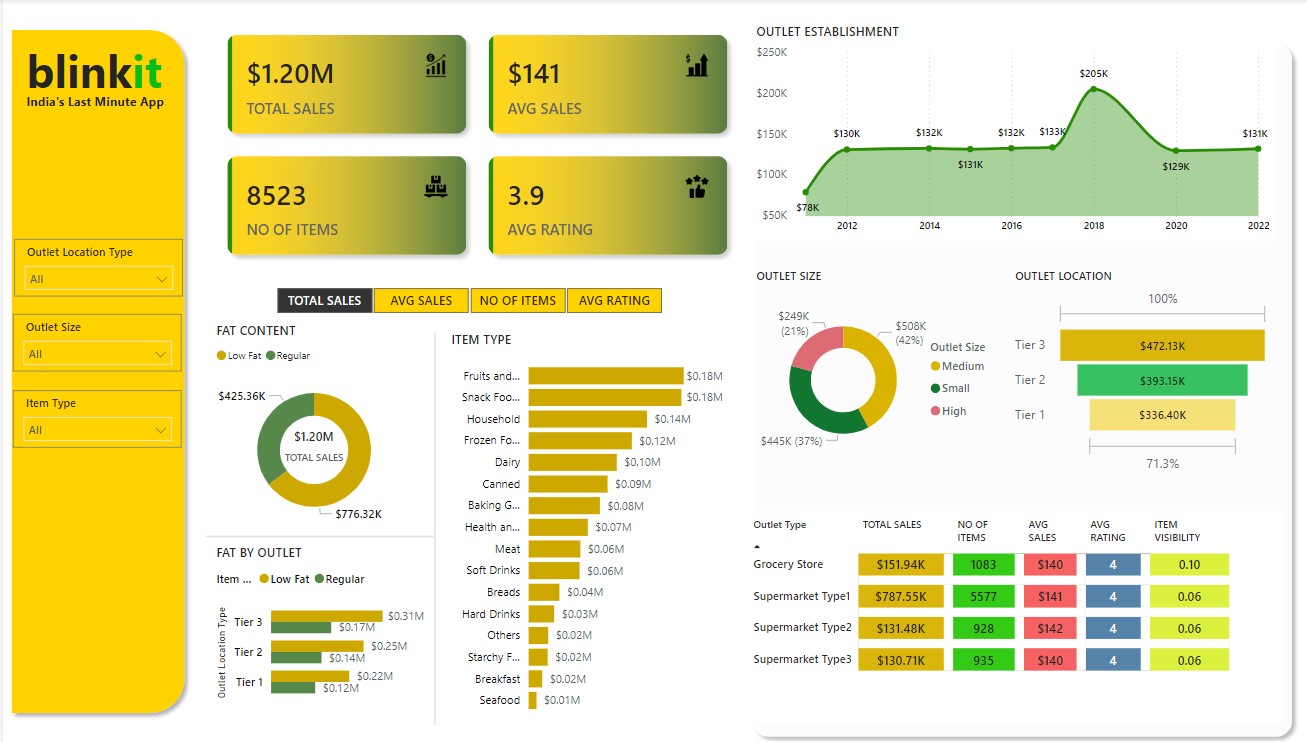 blinkit
India's Last Minute App
Outlet Location Type
All
Outlet Size
All
Item Type
All
$1.20M
TOTAL SALES
$141
AVG SALES
8523
NO OF ITEMS
3.9
AVG RATING
TOTAL SALES
AVG SALES
NO OF ITEMS
AVG RATING
FAT CONTENT
Low Fat
Regular
$425.36K
$1.20M
TOTAL SALES
$776.32K
FAT BY OUTLET
Item ...
Low Fat
Regular
Outlet Location Type
Tier 3
$0.31M
$0.17M
Tier 2
$0.25M
$0.14M
Tier 1
$0.22M
$0.12M
ITEM TYPE
Fruits and... $0.18M
Snack Foo... $0.18M
Household $0.14M
Frozen Fo... $0.12M
Dairy $0.10M
Canned $0.09M
Baking G... $0.08M
Health an... $0.07M
Meat $0.06M
Soft Drinks $0.06M
Breads $0.04M
Hard Drinks $0.03M
Others $0.02M
Starchy F... $0.02M
Breakfast $0.02M
Seafood $0.01M
OUTLET ESTABLISHMENT
$250K
$200K
$150K
$100K
$50K
$78K
$130K
$132K
$131K
$132K
$133K
$205K
$129K
$131K
2012
2014
2016
2018
2020
2022
OUTLET SIZE
$249K
(21%)
$508K
(42%)
$445K (37%)
Outlet Size
Medium
Small
High
OUTLET LOCATION
100%
Tier 3 $472.13K
Tier 2 $393.15K
Tier 1 $336.40K
71.3%
Outlet Type
TOTAL SALES
NO OF
ITEMS
AVG
SALES
AVG
RATING
ITEM
VISIBILITY
Grocery Store $151.94K 1083 $140 4 0.10
Supermarket Type1 $787.55K 5577 $141 4 0.06
Supermarket Type2 $131.48K 928 $142 4 0.06
Supermarket Type3 $130.71K 935 $140 4 0.06